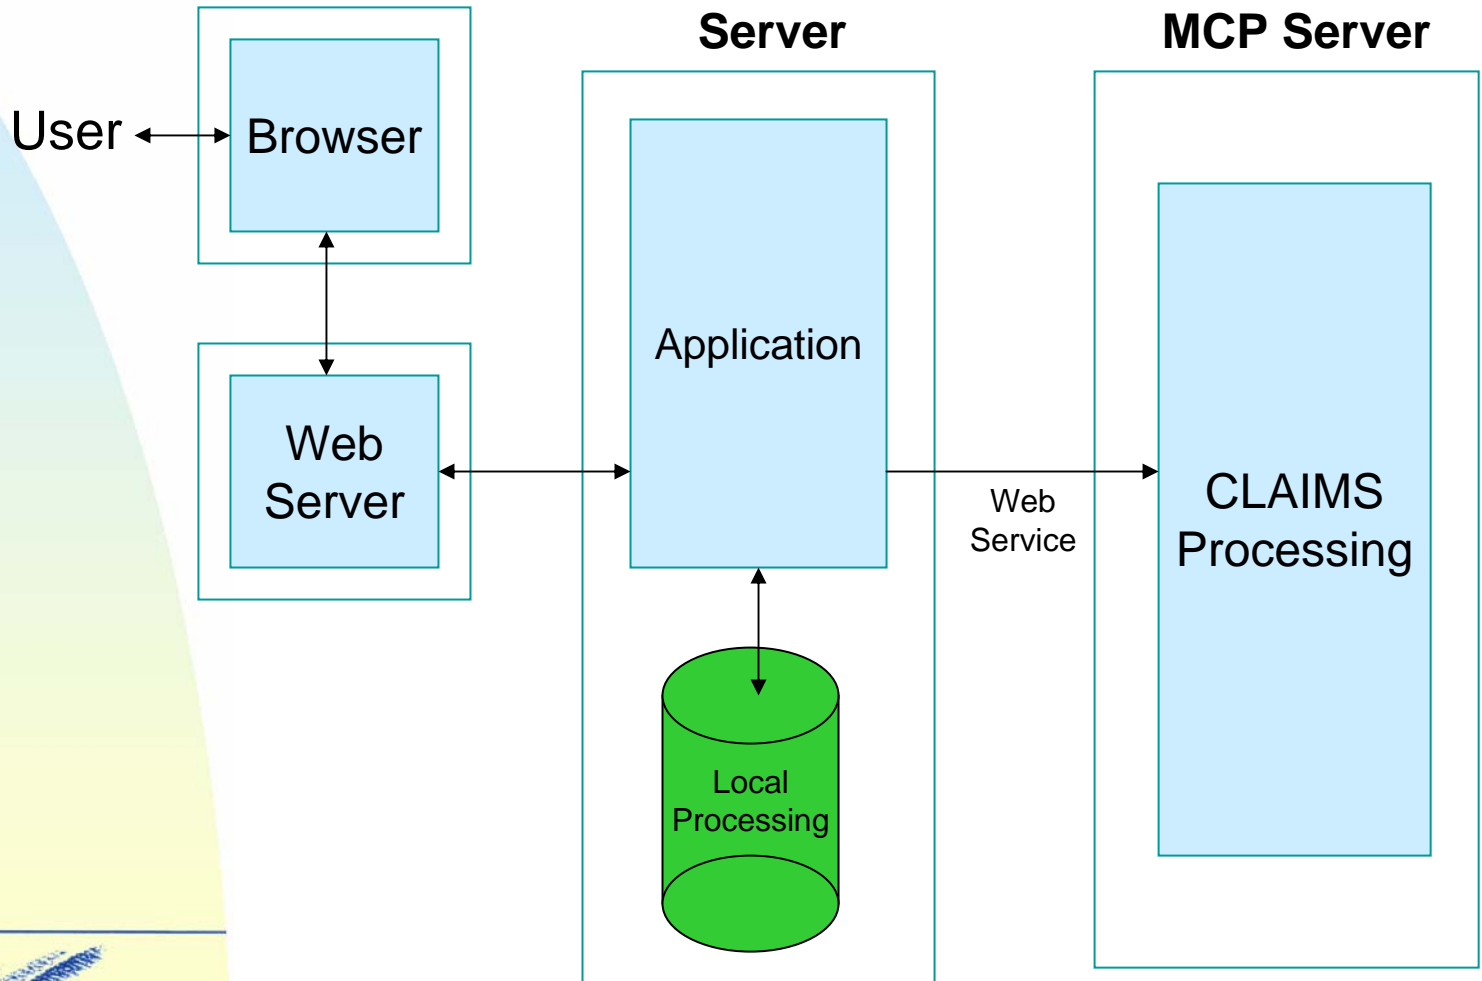 Server
MCP Server
User
Browser
Application
Web
Server
Web
Service
CLAIMS
Processing
Local
Processing